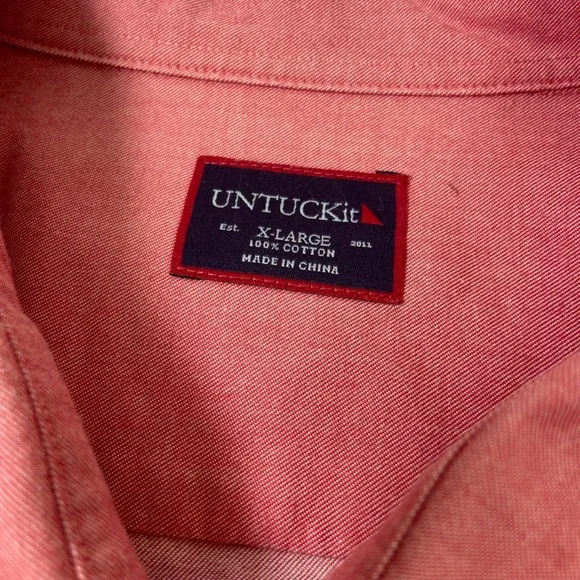 UNTUCKit
Est. X-LARGE 2011
100% COTTON
MADE IN CHINA